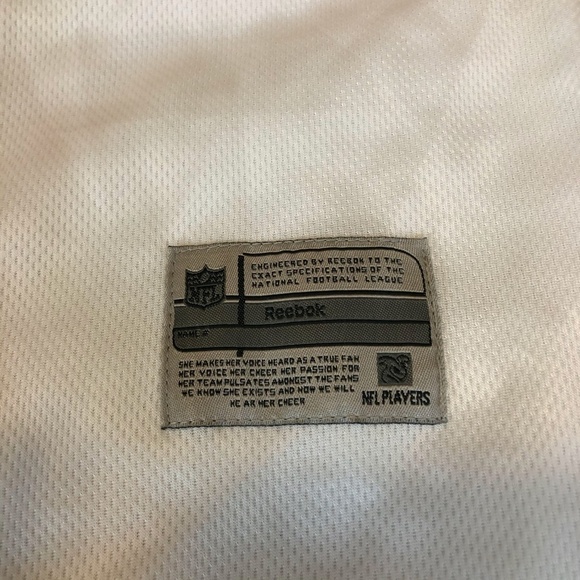 NFL
ENGINEERED BY REEBOK TO THE
EXACT SPECIFICATIONS OF THE
NATIONAL FOOTBALL LEAGUE
Reebok
NAME #
SHE MAKES HER VOICE HEARD AS A TRUE FAN
HER VOICE HER CHEER HER PASSION FOR
HER TEAM PULSATES AMONGST THE FANS
WE KNOW SHE EXISTS AND NOW WE WILL
HE AR HER CHEER
NFL PLAYERS